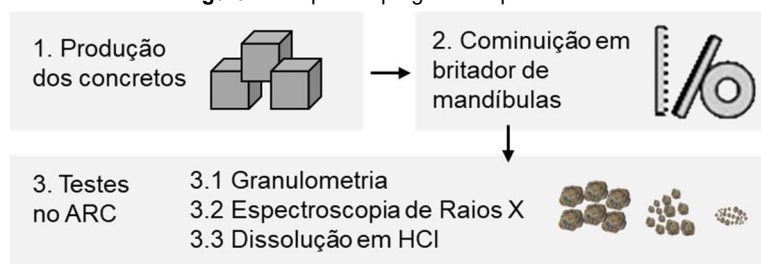 1. Produção
dos concretos
2. Cominuição em
britador de
mandíbulas
3. Testes
no ARC
3.1 Granulometria
3.2 Espectroscopia de Raios X
3.3 Dissolução em HCl